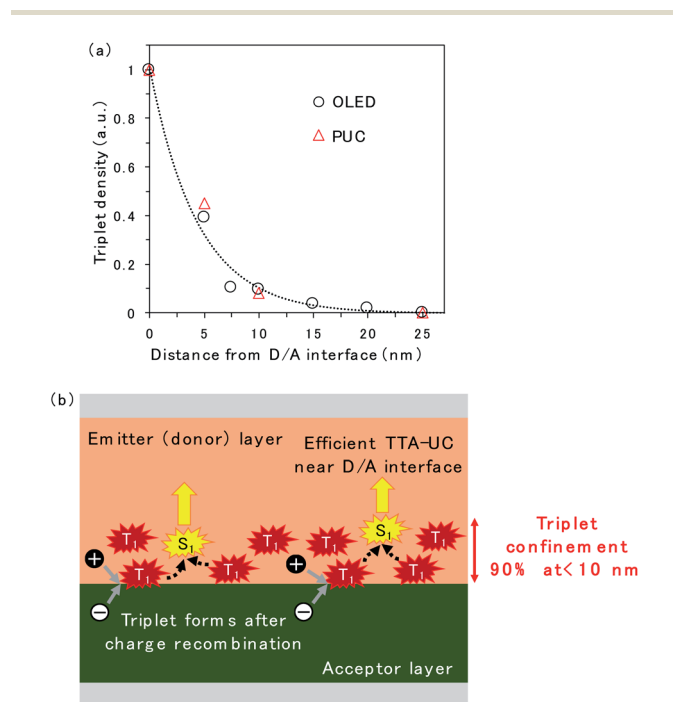 (a)
1
0.8
0.6
0.4
0.2
0
Triplet density (a.u.)
OLED
PUC
0 5 10 15 20 25
Distance from D/A interface (nm)
(b)
Emitter (donor) layer
Efficient TTA-UC
near D/A interface
T1 S1 T1 T1 S1 T1
+ T1 T1 + T1 T1
− −
Triplet
confinement
90% at< 10 nm
Triplet forms after
charge recombination
Acceptor layer